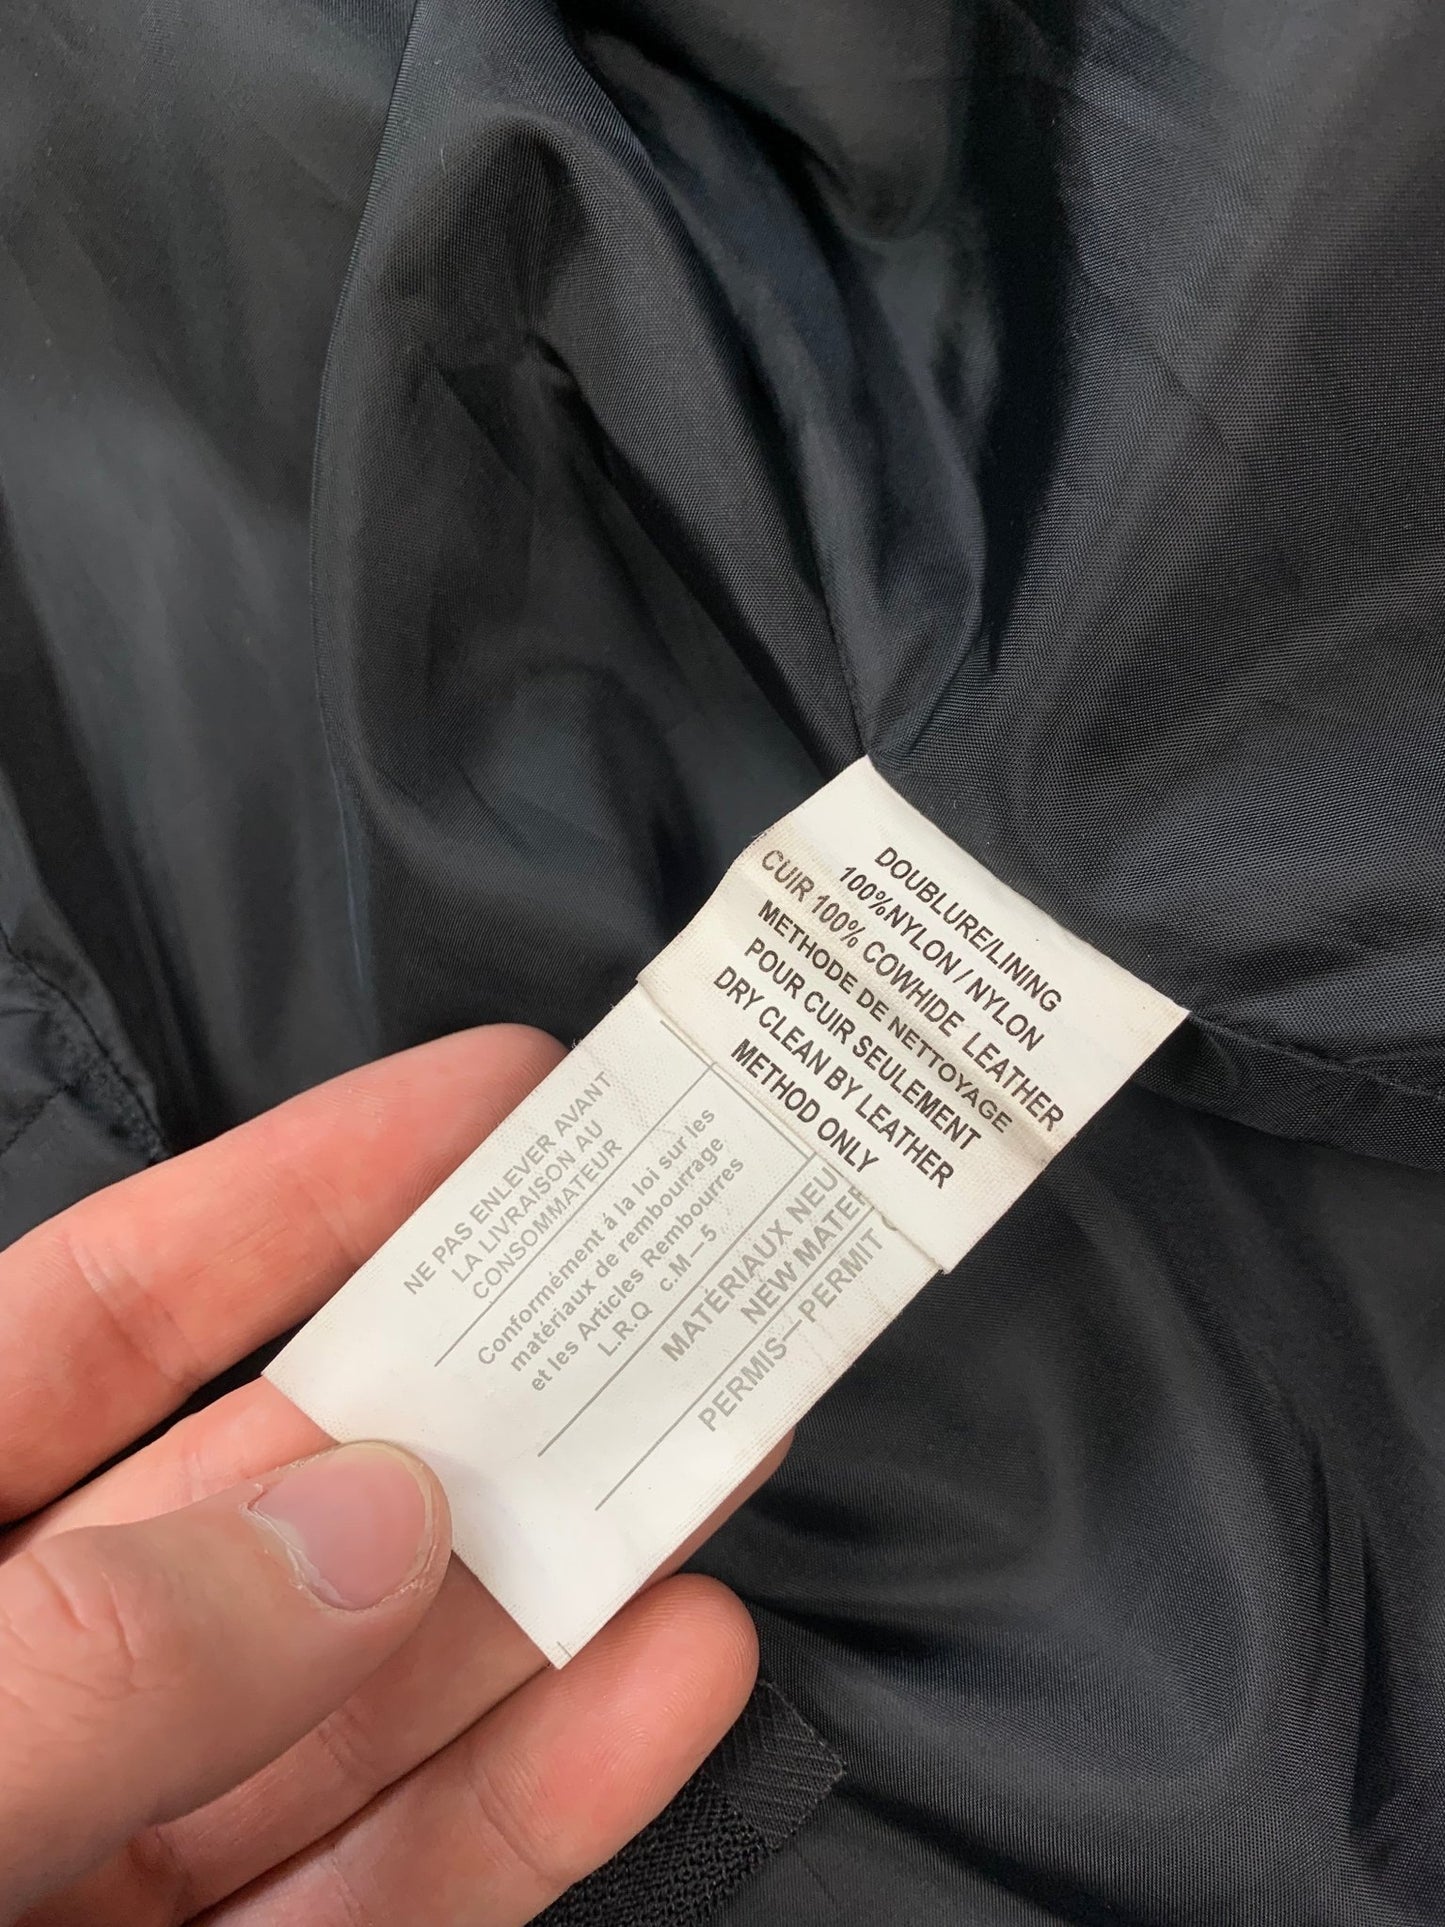 DOUBLURE/LINING
100%NYLON / NYLON
CUIR 100% COWHIDE LEATHER
METHODE DE NETTOYAGE
POUR CUIR SEULEMENT
DRY CLEAN BY LEATHER
METHOD ONLY
NE PAS ENLEVER AVANT
LA LIVRAISON AU
CONSOMMATEUR
Conformément á la loi sur les
matériaux de rembourrage
et les Articles Rembourres
L.R.Q c.M—5
MATÉRIAUX NEU
NEW MATER
PERMIS—PERMIT